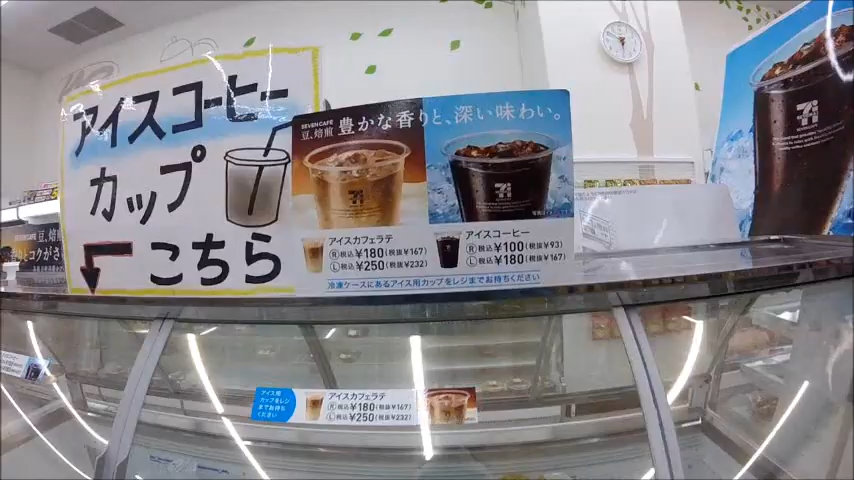 アイスコーヒー
カップ
こちら
SEVEN CAFÉ
豆、焙煎 豊かな香りと、深い味わい。
アイスカフェラテ
R 税込¥180(税抜¥167)
L 税込¥250(税抜¥232)
アイスコーヒー
R 税込¥100(税抜¥93)
L 税込¥180(税抜¥167)
冷凍ケースにあるアイス用カップをレジまでお持ちください
アイス用
カップをレジ
までお持ち
ください
アイスカフェラテ
R 税込¥180(税抜¥167)
L 税込¥250(税抜¥232)